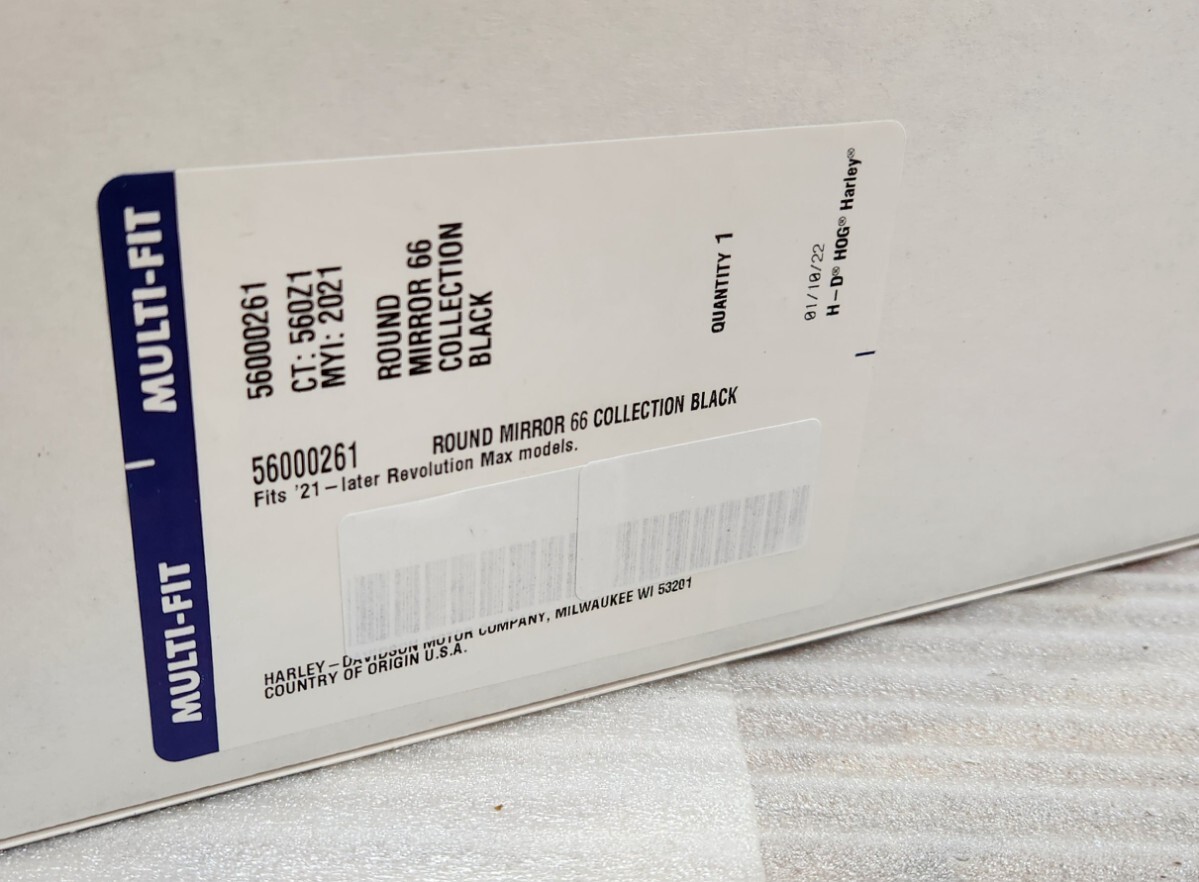 MULTI-FIT
MULTI-FIT
56000261
CT: 560Z1
MYI: 2021
ROUND
MIRROR 66
COLLECTION
BLACK
QUANTITY 1
01/10/22
H-D® HOG® Harley®
56000261 ROUND MIRROR 66 COLLECTION BLACK
Fits '21-later Revolution Max models.
HARLEY-DAVIDSON MOTOR COMPANY, MILWAUKEE WI 53201
COUNTRY OF ORIGIN U.S.A.